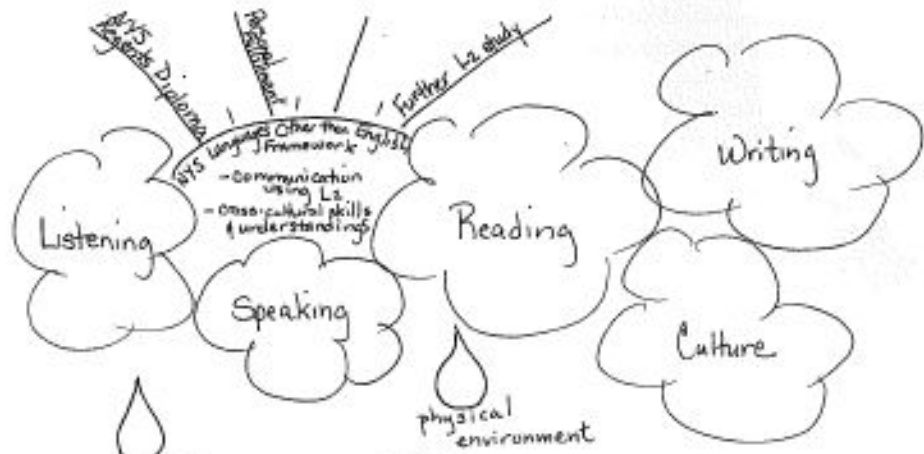 NYS
Regents Diploma
Personal
Further L2 study
NYS Languages Other than English
Framework
- communication
using L2
- cross-cultural skills
& understandings
Listening
Speaking
Reading
Writing
Culture
physical
environment